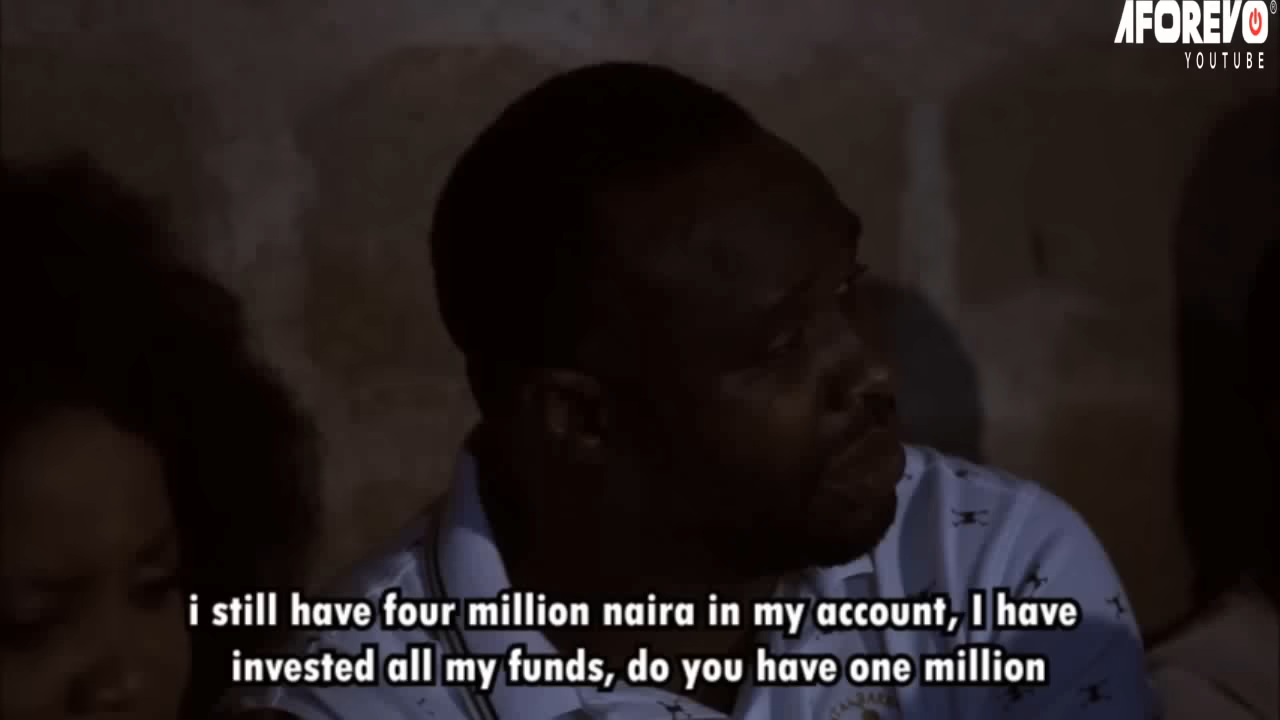 AFOREVO®
YOUTUBE
i still have four million naira in my account, I have
invested all my funds, do you have one million